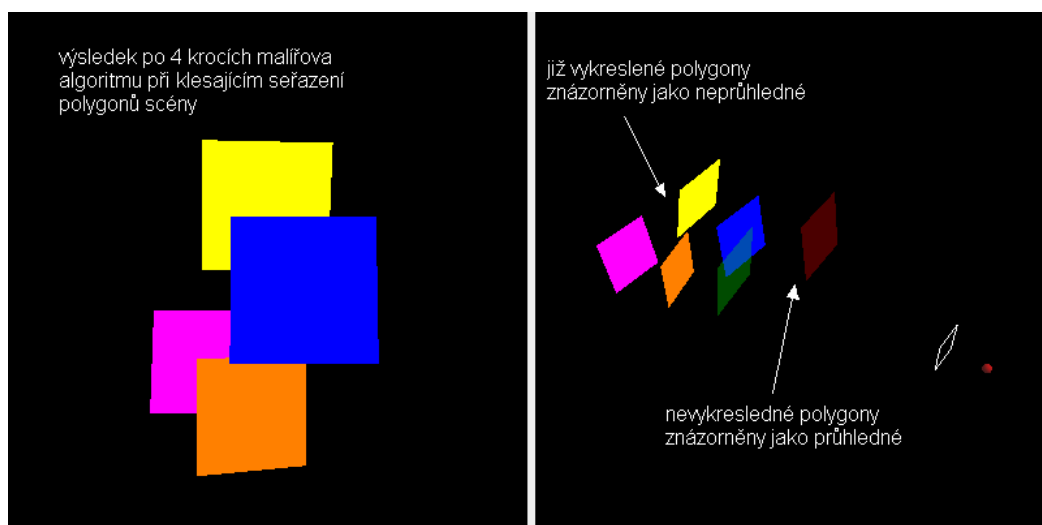 výsledek po 4 krocích malířova
algoritmu při klesajícím seřazení
polygonů scény
již vykreslené polygony
znázorněny jako neprůhledné
nevykresledné polygony
znázorněny jako průhledné